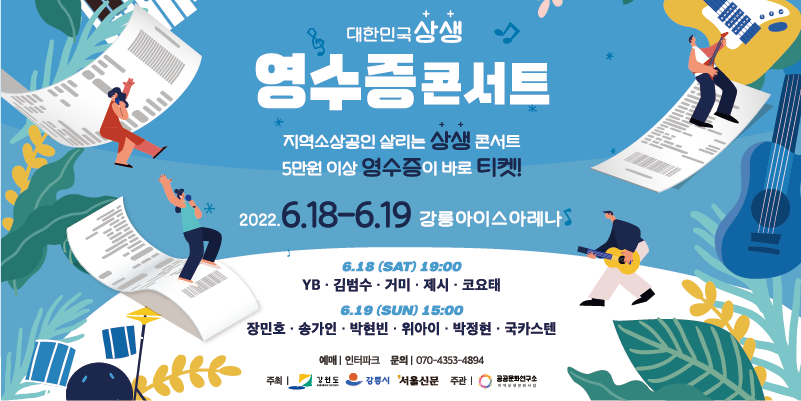 대한민국 상생
영수증 콘서트
지역소상공인 살리는 상생 콘서트
5만원 이상 영수증이 바로 티켓!
2022.6.18-6.19 강릉아이스아레나
6.18 (SAT) 19:00
YB · 김범수 · 거미 · 제시 · 코요태
6.19 (SUN) 15:00
장민호 · 송가인 · 박현빈 · 위아이 · 박정현 · 국카스텐
예매 | 인터파크 문의 | 070-4353-4894
주최 | 강원도 강릉시 서울신문 주관 | 공공문화연구소